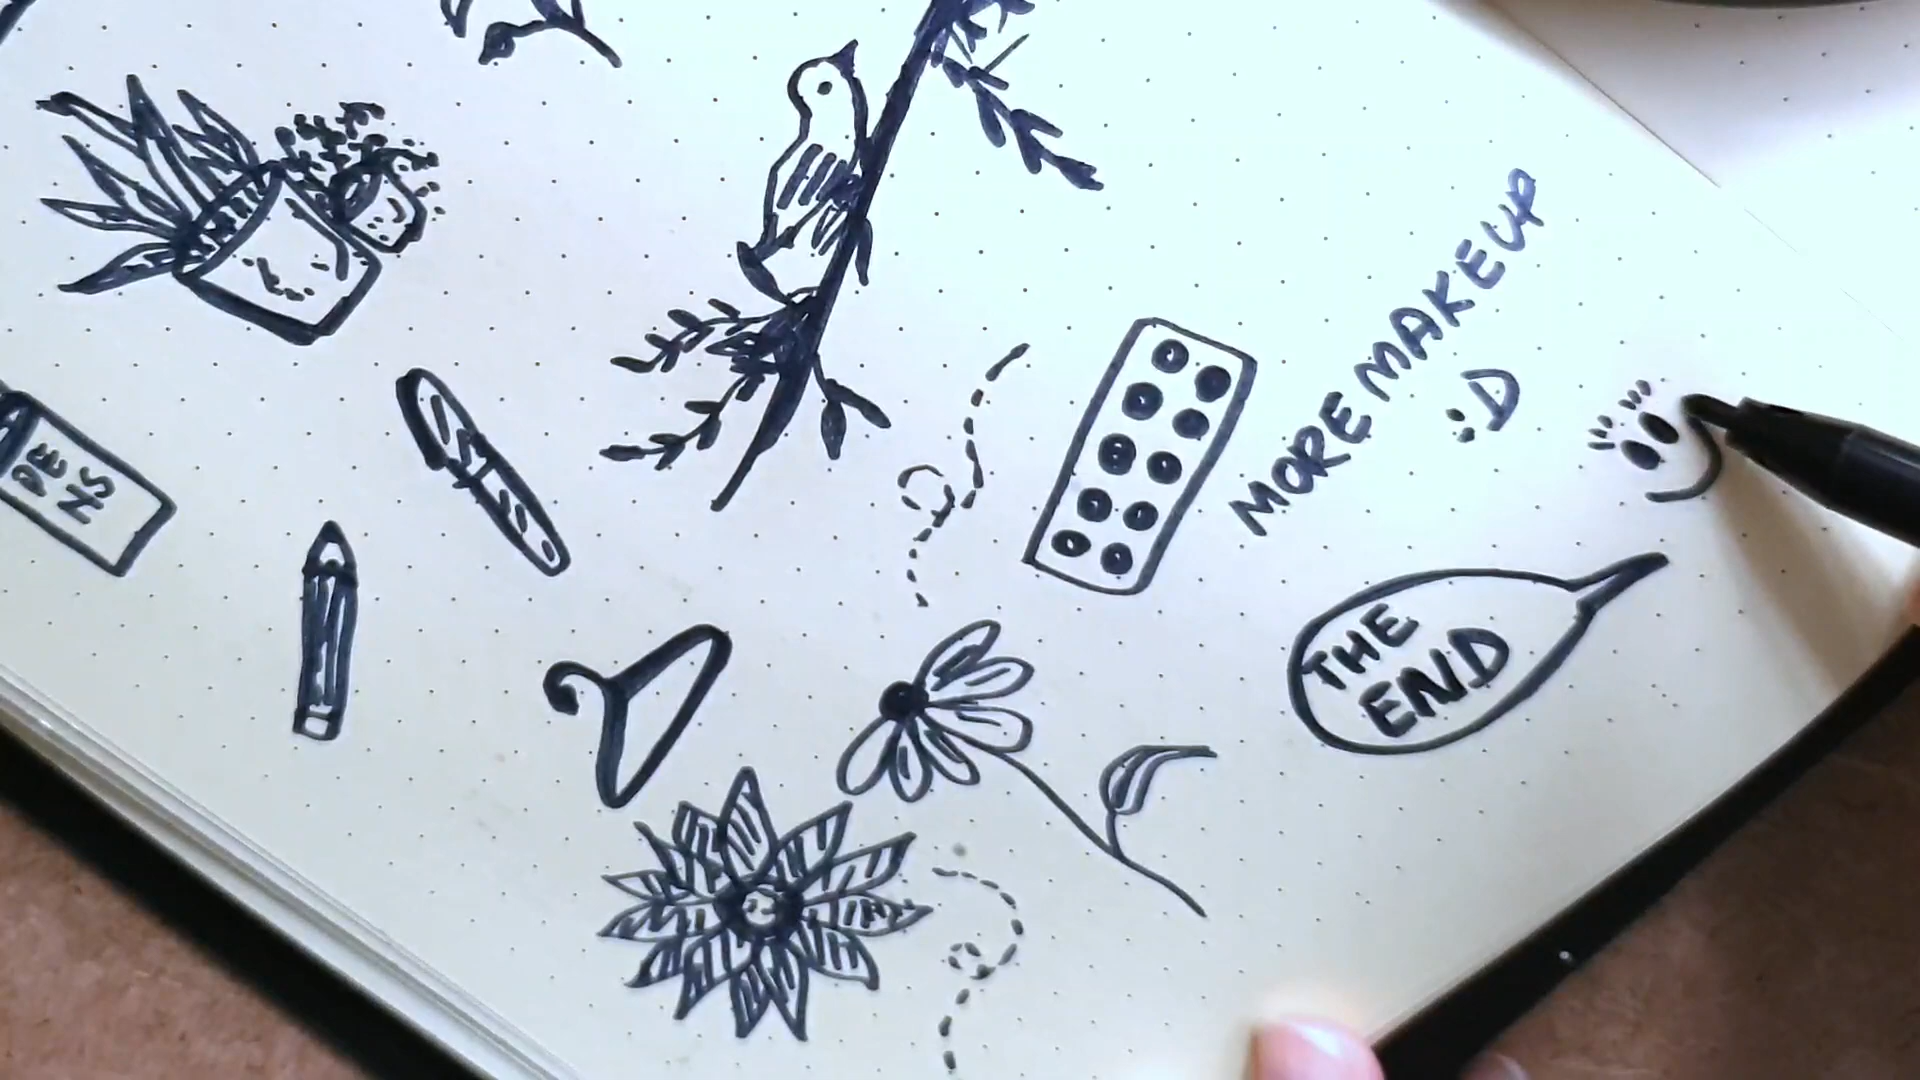 PE
NS
MORE MAKEUP
:D
THE
END